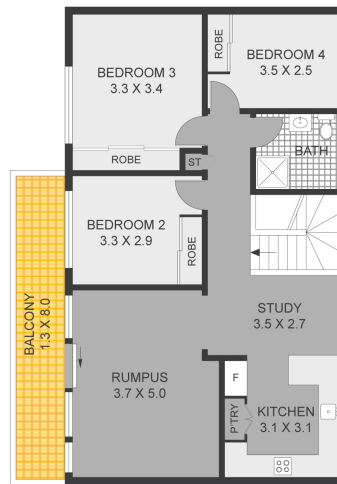 ROBE
BEDROOM 4
3.5 X 2.5
BEDROOM 3
3.3 X 3.4
BATH
ROBE
ST
BEDROOM 2
3.3 X 2.9
ROBE
BALCONY
1.3 X 8.0
STUDY
3.5 X 2.7
RUMPUS
3.7 X 5.0
F
P'TRY
KITCHEN
3.1 X 3.1